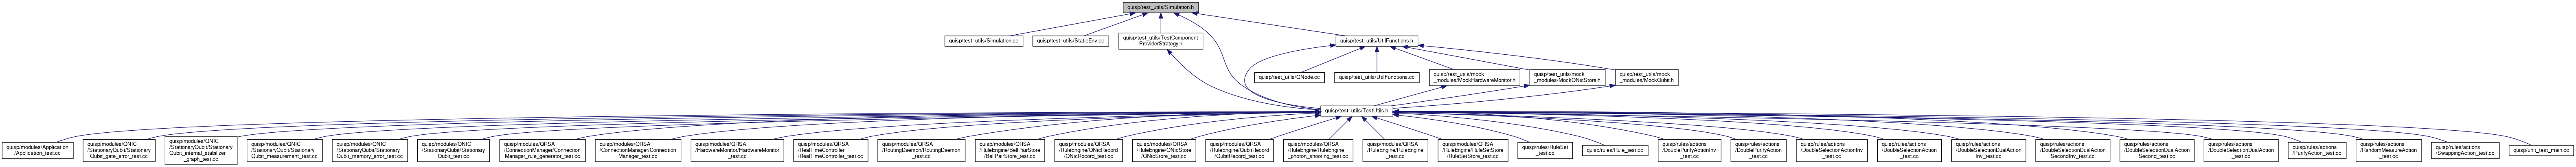 quisp/test_utils/Simulation.h
quisp/test_utils/Simulation.cc
quisp/test_utils/StaticEnv.cc
quisp/test_utils/TestComponent
ProviderStrategy.h
quisp/test_utils/UtilFunctions.h
quisp/test_utils/QNode.cc
quisp/test_utils/UtilFunctions.cc
quisp/test_utils/mock
_modules/MockHardwareMonitor.h
quisp/test_utils/mock
_modules/MockQNicStore.h
quisp/test_utils/mock
_modules/MockQubit.h
quisp/test_utils/TestUtils.h
quisp/modules/Application
/Application_test.cc
quisp/modules/QNIC
/StationaryQubit/Stationary
Qubit_gate_error_test.cc
quisp/modules/QNIC
/StationaryQubit/Stationary
Qubit_internal_stabilizer
_graph_test.cc
quisp/modules/QNIC
/StationaryQubit/Stationary
Qubit_measurement_test.cc
quisp/modules/QNIC
/StationaryQubit/Stationary
Qubit_memory_error_test.cc
quisp/modules/QNIC
/StationaryQubit/Stationary
Qubit_test.cc
quisp/modules/QRSA
/ConnectionManager/Connection
Manager_rule_generator_test.cc
quisp/modules/QRSA
/ConnectionManager/Connection
Manager_test.cc
quisp/modules/QRSA
/HardwareMonitor/HardwareMonitor
_test.cc
quisp/modules/QRSA
/RealTimeController
/RealTimeController_test.cc
quisp/modules/QRSA
/RoutingDaemon/RoutingDaemon
_test.cc
quisp/modules/QRSA
/RuleEngine/BellPairStore
/BellPairStore_test.cc
quisp/modules/QRSA
/RuleEngine/QNicRecord
/QNicRocord_test.cc
quisp/modules/QRSA
/RuleEngine/QNicStore
/QNicStore_test.cc
quisp/modules/QRSA
/RuleEngine/QubitRecord
/QubitRecord_test.cc
quisp/modules/QRSA
/RuleEngine/RuleEngine
_photon_shooting_test.cc
quisp/modules/QRSA
/RuleEngine/RuleEngine
_test.cc
quisp/modules/QRSA
/RuleEngine/RuleSetStore
/RuleSetStore_test.cc
quisp/rules/RuleSet
_test.cc
quisp/rules/Rule_test.cc
quisp/rules/actions
/DoublePurifyActionInv
_test.cc
quisp/rules/actions
/DoublePurifyAction
_test.cc
quisp/rules/actions
/DoubleSelectionActionInv
_test.cc
quisp/rules/actions
/DoubleSelectionAction
_test.cc
quisp/rules/actions
/DoubleSelectionDualAction
Inv_test.cc
quisp/rules/actions
/DoubleSelectionDualAction
SecondInv_test.cc
quisp/rules/actions
/DoubleSelectionDualAction
Second_test.cc
quisp/rules/actions
/DoubleSelectionDualAction
_test.cc
quisp/rules/actions
/PurifyAction_test.cc
quisp/rules/actions
/RandomMeasureAction
_test.cc
quisp/rules/actions
/SwappingAction_test.cc
quisp/unit_test_main.cc